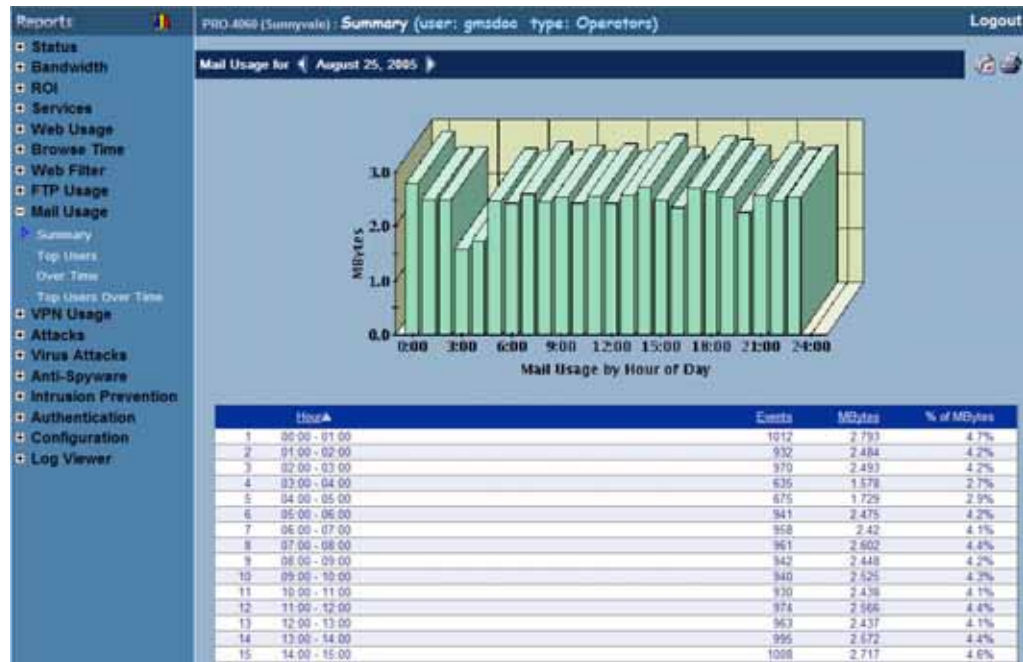 Reports
PRO-4060 (Sunnyvale) : Summary (user: gmsdoc type: Operators)
Logout
Status
Bandwidth
ROI
Services
Web Usage
Browse Time
Web Filter
FTP Usage
Mail Usage
Summary
Top Users
Over Time
Top Users Over Time
VPN Usage
Attacks
Virus Attacks
Anti-Spyware
Intrusion Prevention
Authentication
Configuration
Log Viewer
Mail Usage for August 25, 2005
3.0
2.0
1.0
0.0
MBytes
0:00 3:00 6:00 9:00 12:00 15:00 18:00 21:00 24:00
Mail Usage by Hour of Day
Hour Events MBytes % of MBytes
1 00:00 - 01:00 1012 2.793 4.7%
2 01:00 - 02:00 932 2.484 4.2%
3 02:00 - 03:00 970 2.493 4.2%
4 03:00 - 04:00 635 1.578 2.7%
5 04:00 - 05:00 675 1.729 2.9%
6 05:00 - 06:00 941 2.475 4.2%
7 06:00 - 07:00 958 2.42 4.1%
8 07:00 - 08:00 961 2.602 4.4%
9 08:00 - 09:00 942 2.448 4.2%
10 09:00 - 10:00 940 2.525 4.3%
11 10:00 - 11:00 930 2.438 4.1%
12 11:00 - 12:00 974 2.566 4.4%
13 12:00 - 13:00 963 2.437 4.1%
14 13:00 - 14:00 995 2.572 4.4%
15 14:00 - 15:00 1008 2.717 4.6%